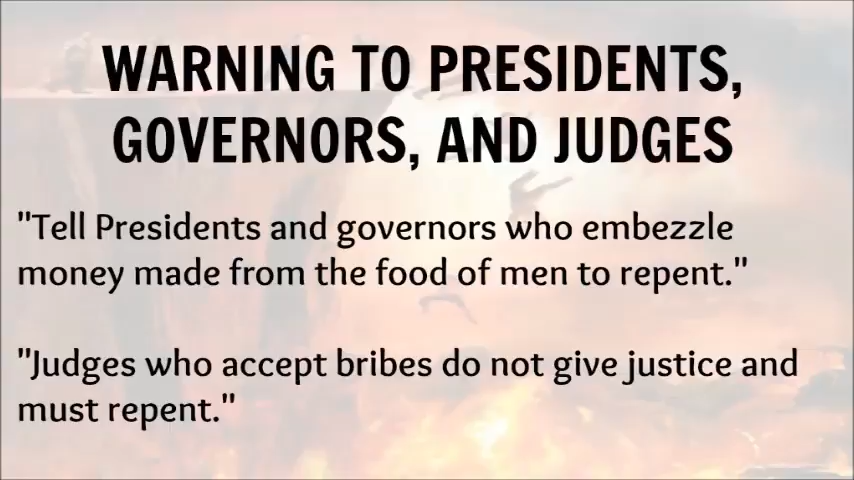 WARNING TO PRESIDENTS,
GOVERNORS, AND JUDGES
"Tell Presidents and governors who embezzle
money made from the food of men to repent."
"Judges who accept bribes do not give justice and
must repent."